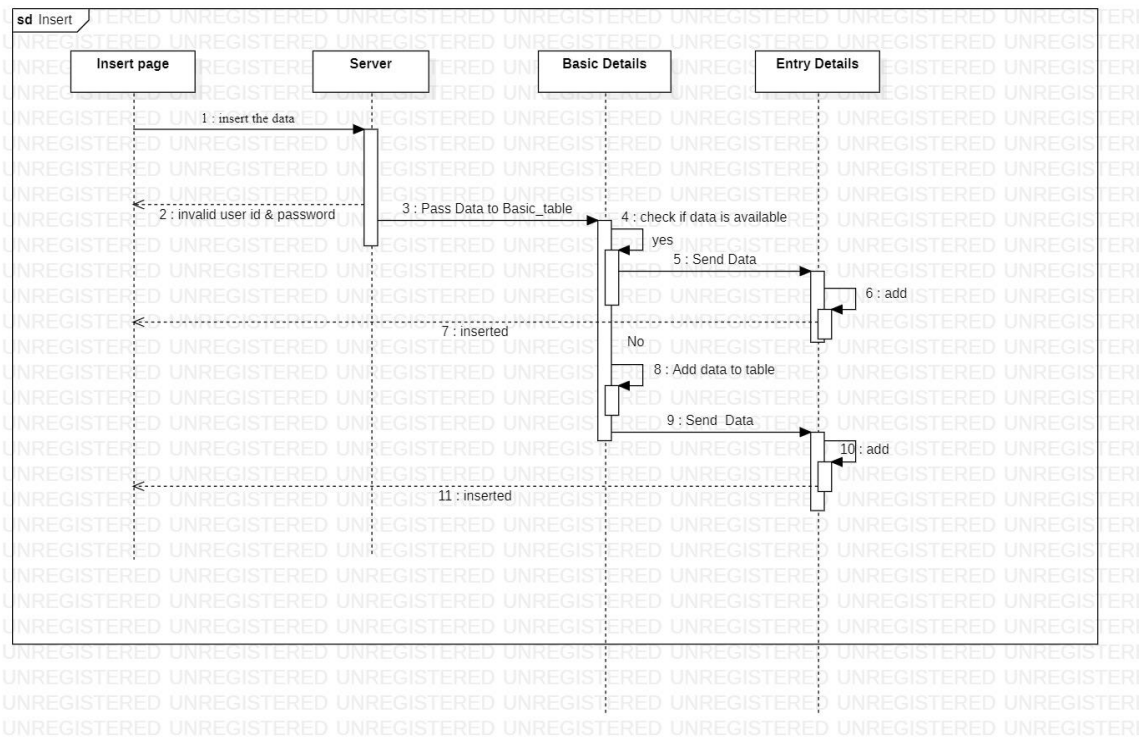 sd Insert
Insert page
Server
Basic Details
Entry Details
1 : insert the data
2 : invalid user id & password
3 : Pass Data to Basic_table
4 : check if data is available
yes
5 : Send Data
6 : add
7 : inserted
No
8 : Add data to table
9 : Send  Data
10 : add
11 : inserted
UNREGISTERED